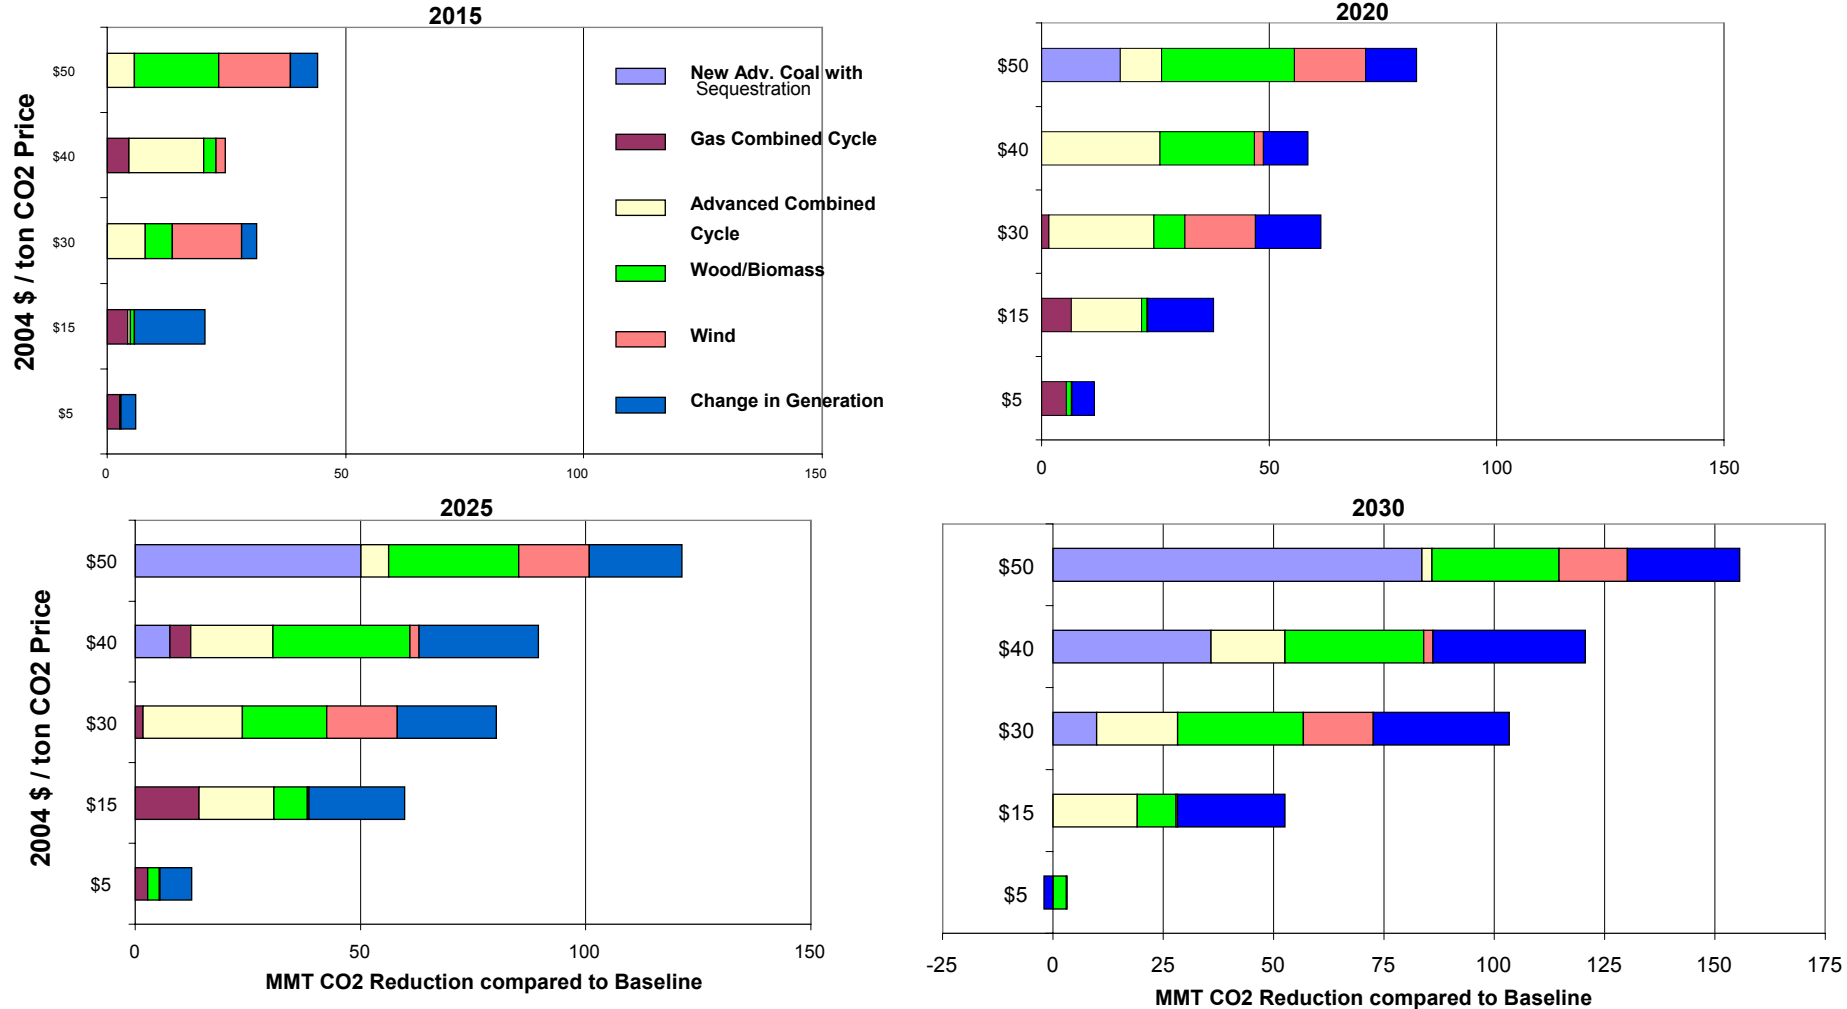 2015
2004 $ / ton CO2 Price
$50
$40
$30
$15
$5
0 50 100 150
New Adv. Coal with
Sequestration
Gas Combined Cycle
Advanced Combined
Cycle
Wood/Biomass
Wind
Change in Generation
2020
$50
$40
$30
$15
$5
0 50 100 150
2025
2004 $ / ton CO2 Price
$50
$40
$30
$15
$5
0 50 100 150
MMT CO2 Reduction compared to Baseline
2030
$50
$40
$30
$15
$5
-25 0 25 50 75 100 125 150 175
MMT CO2 Reduction compared to Baseline